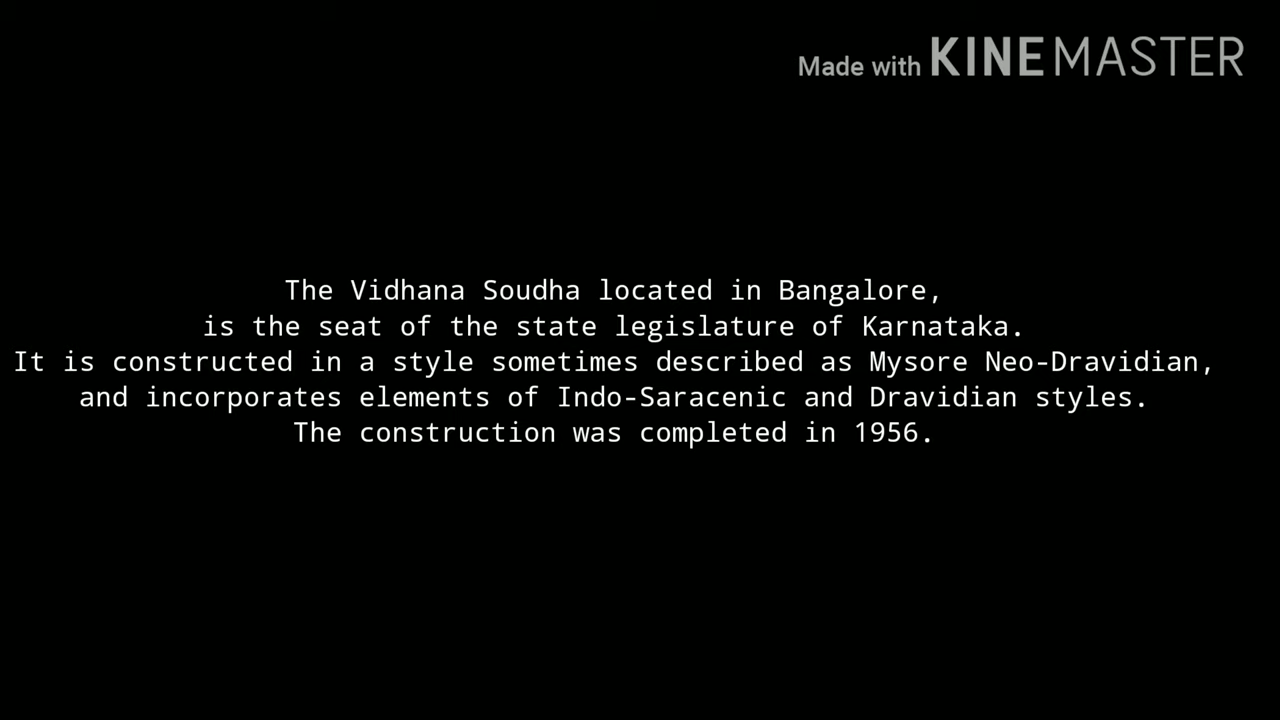 Made with KINEMASTER
The Vidhana Soudha located in Bangalore,
is the seat of the state legislature of Karnataka.
It is constructed in a style sometimes described as Mysore Neo-Dravidian,
and incorporates elements of Indo-Saracenic and Dravidian styles.
The construction was completed in 1956.